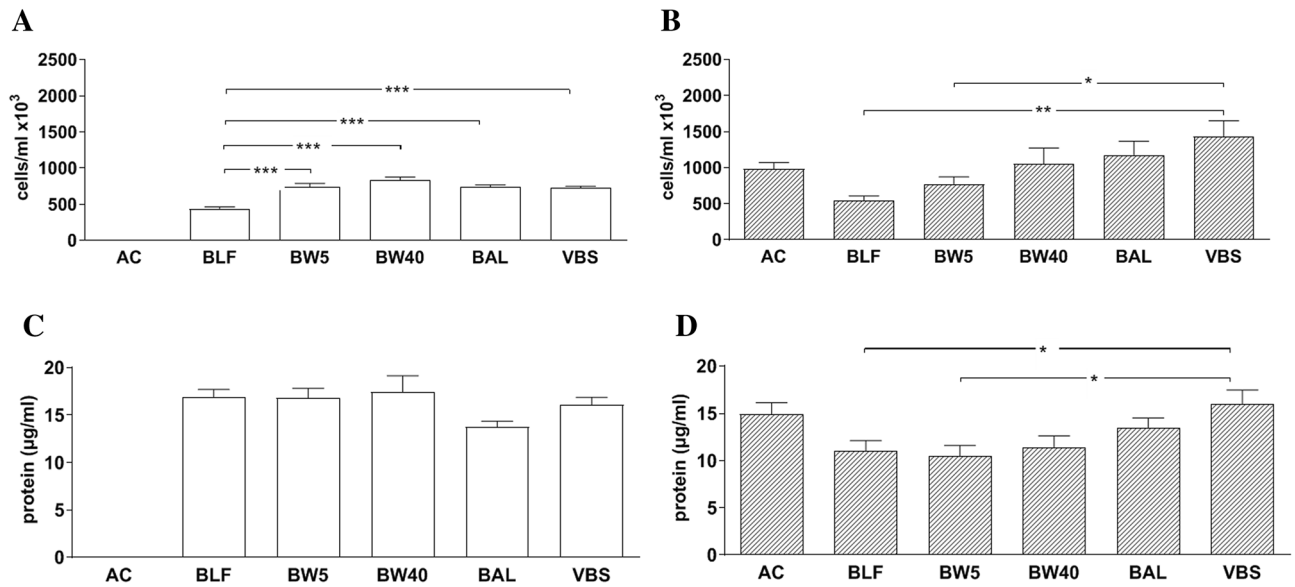 A
cells/ml x10³
2500
2000
1500
1000
500
0
***
***
***
***
AC BLF BW5 BW40 BAL VBS
B
cells/ml x10³
2500
2000
1500
1000
500
0
*
**
AC BLF BW5 BW40 BAL VBS
C
protein (µg/ml)
20
15
10
5
0
AC BLF BW5 BW40 BAL VBS
D
protein (µg/ml)
20
15
10
5
0
*
*
AC BLF BW5 BW40 BAL VBS